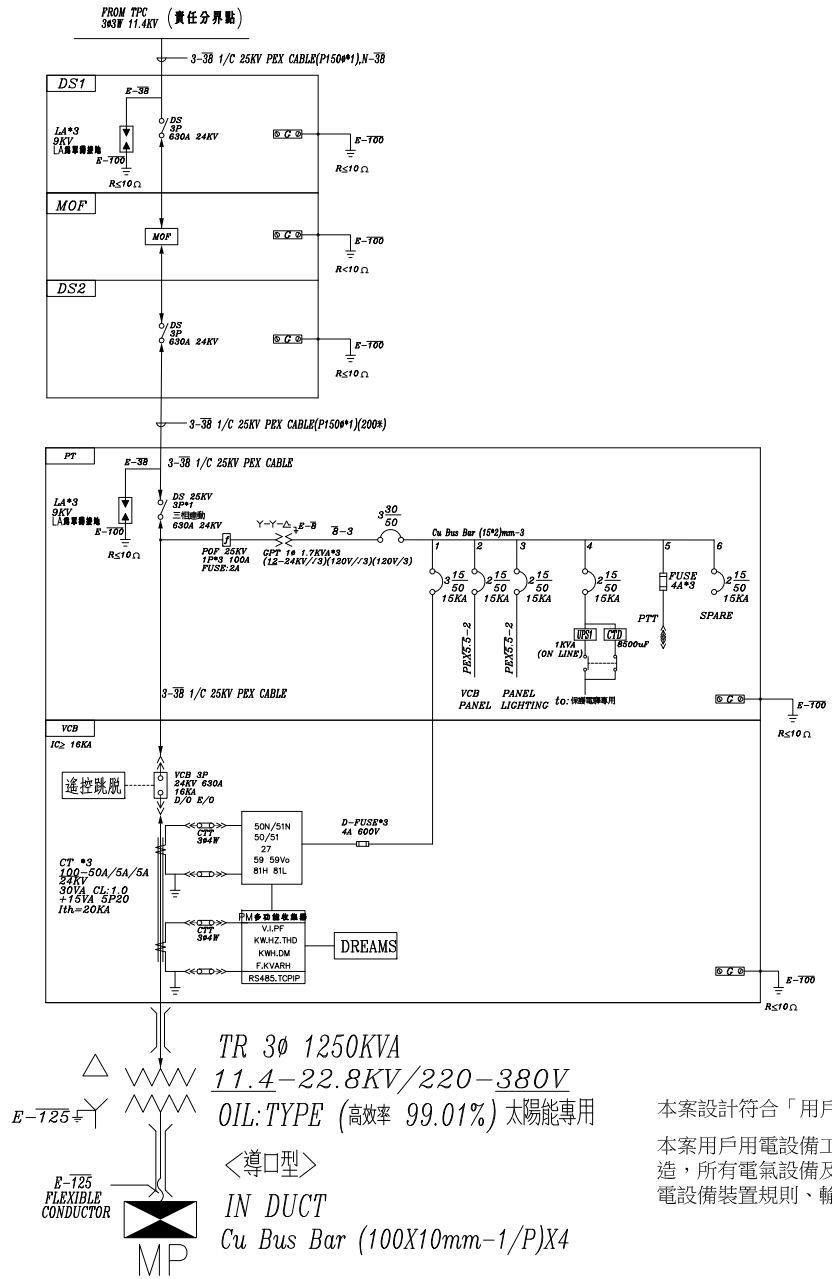 FROM TPC
3ø3W 11.4KV (責任分界點)
3-38 1/C 25KV PEX CABLE(P150ø*1),N-38
DS1
E-38
LA*3
9KV
LA為單獨接地
E-100
R≤10Ω
DS
3P
630A 24KV
G
E-100
R≤10Ω
MOF
MOF
G
E-100
R<10Ω
DS2
DS
3P
630A 24KV
G
E-100
R≤10Ω
3-38 1/C 25KV PEX CABLE(P150ø*1)(200*)
PT
E-38
3-38 1/C 25KV PEX CABLE
LA*3
9KV
LA為單獨接地
E-100
R≤10Ω
DS 25KV
3P*1
三相連動
630A 24KV
POF 25KV
1P*3 100A
FUSE:2A
Y-Y-△
E-8
GPT 1ø 1.7KVA*3
(12-24KV/√3)(120V/√3)(120V/3)
8-3
3 30
50
Cu Bus Bar (15*2)mm-3
1
2
3
4
5
6
3 15
50
15KA
2 15
50
15KA
2 15
50
15KA
2 15
50
15KA
FUSE
4A*3
2 15
50
15KA
PEX5.5-2
PEX5.5-2
UPS1
CTD
1KVA
(ON LINE)
8500uF
PTT
SPARE
VCB
PANEL
PANEL
LIGHTING
to:保護電驛專用
3-38 1/C 25KV PEX CABLE
G
E-100
R≤10Ω
VCB
IC≥ 16KA
遙控跳脫
VCB 3P
24KV 630A
16KA
D/O E/O
CT *3
100-50A/5A/5A
24KV
30VA CL:1.0
+15VA 5P20
Ith=20KA
CTT
3ø4W
50N/51N
50/51
27
59 59Vo
81H 81L
D-FUSE*3
4A 600V
CTT
3ø4W
PM多功能收集器
V.I.PF
KW.HZ.THD
KWH.DM
F.KVARH
RS485.TCPIP
DREAMS
G
E-100
R≤10Ω
TR 3ø 1250KVA
11.4-22.8KV/220-380V
OIL:TYPE (高效率 99.01%) 太陽能專用
<導口型>
E-125
E-125
FLEXIBLE
CONDUCTOR
IN DUCT
Cu Bus Bar (100X10mm-1/P)X4
MP
本案設計符合「用戶
本案用戶用電設備工
造，所有電氣設備及
電設備裝置規則、輸